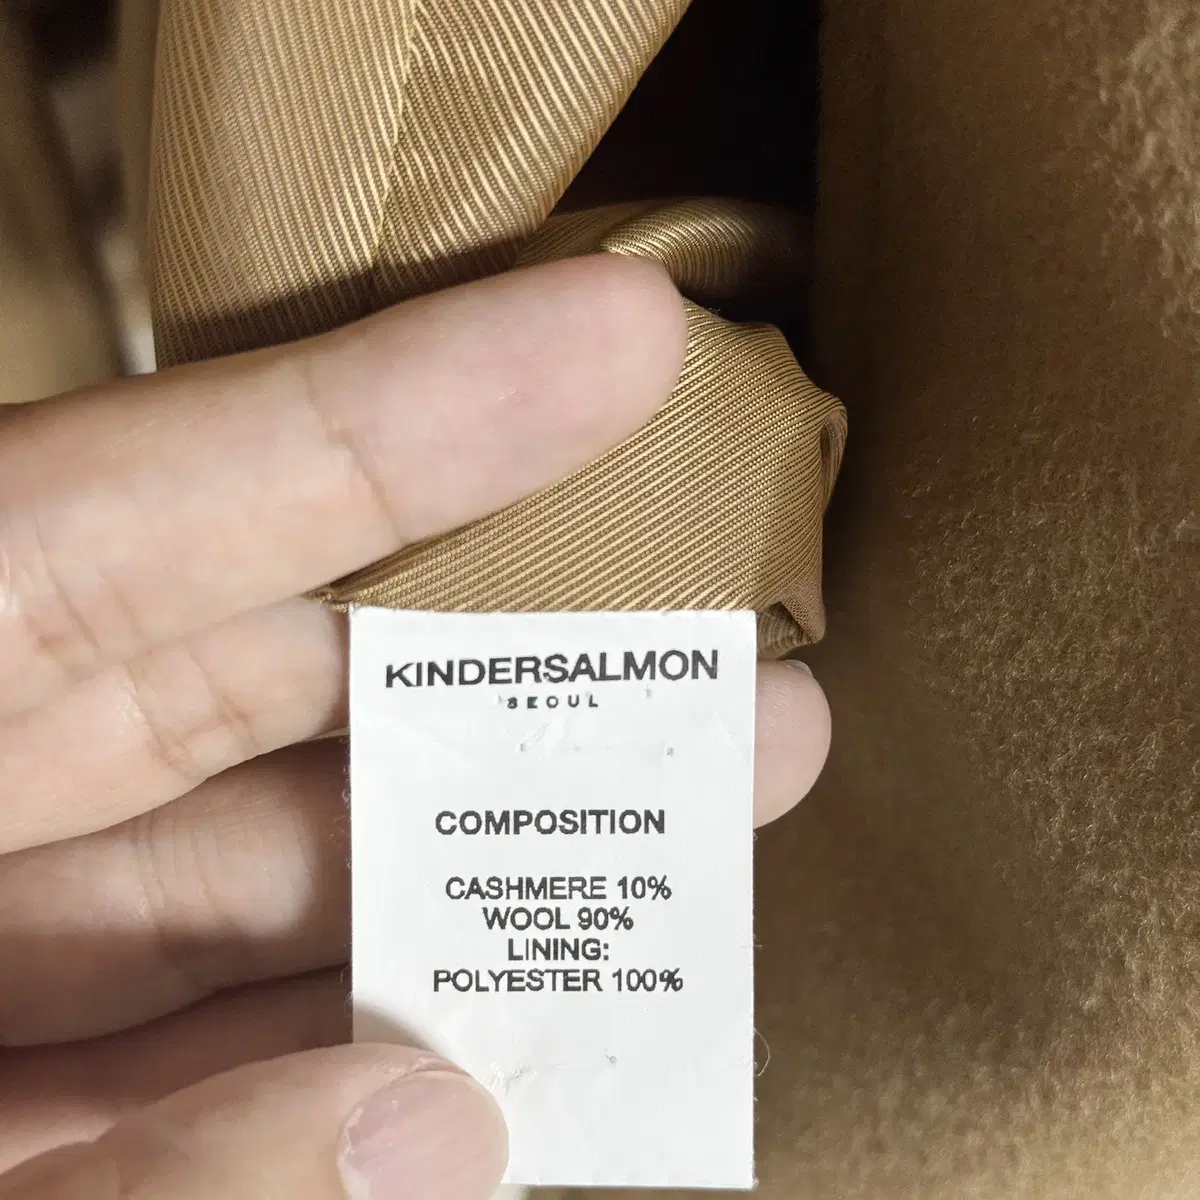 KINDERSALMON
SEOUL
COMPOSITION
CASHMERE 10%
WOOL 90%
LINING:
POLYESTER 100%